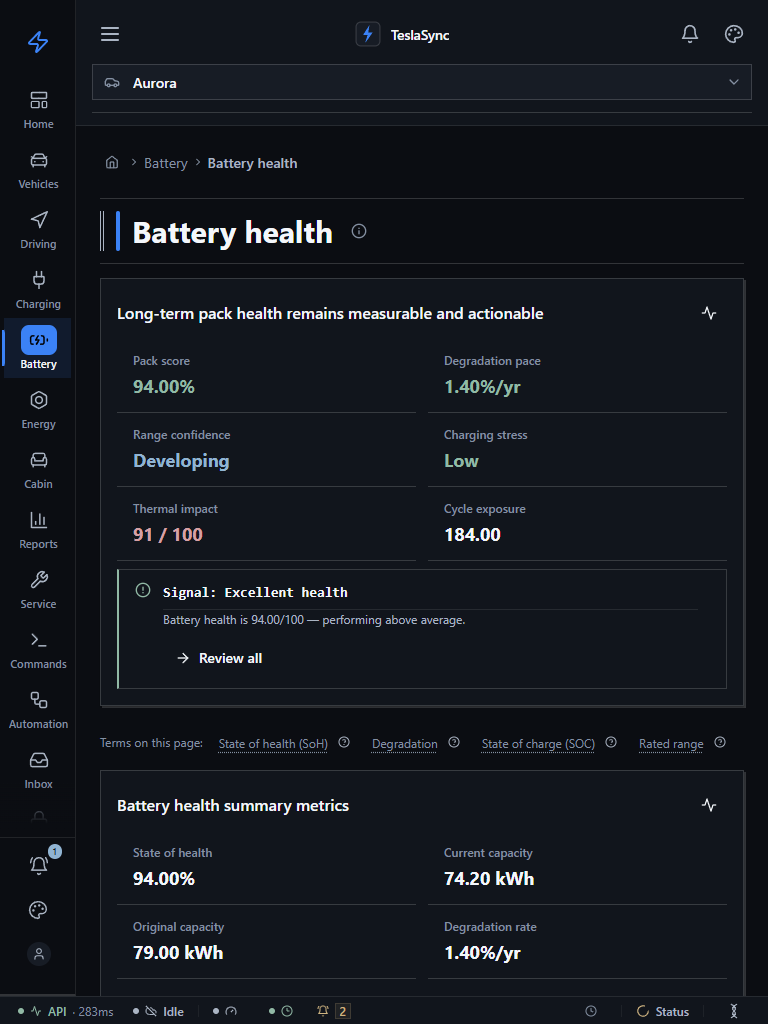 TeslaSync
Aurora
Home
Vehicles
Driving
Charging
Battery
Energy
Cabin
Reports
Service
Commands
Automation
Inbox
1
Battery
Battery health
Battery health
Long-term pack health remains measurable and actionable
Pack score
94.00%
Degradation pace
1.40%/yr
Range confidence
Developing
Charging stress
Low
Thermal impact
91 / 100
Cycle exposure
184.00
Signal: Excellent health
Battery health is 94.00/100 — performing above average.
Review all
Terms on this page: State of health (SoH) Degradation State of charge (SOC) Rated range
Battery health summary metrics
State of health
94.00%
Current capacity
74.20 kWh
Original capacity
79.00 kWh
Degradation rate
1.40%/yr
API · 283ms Idle 2 Status